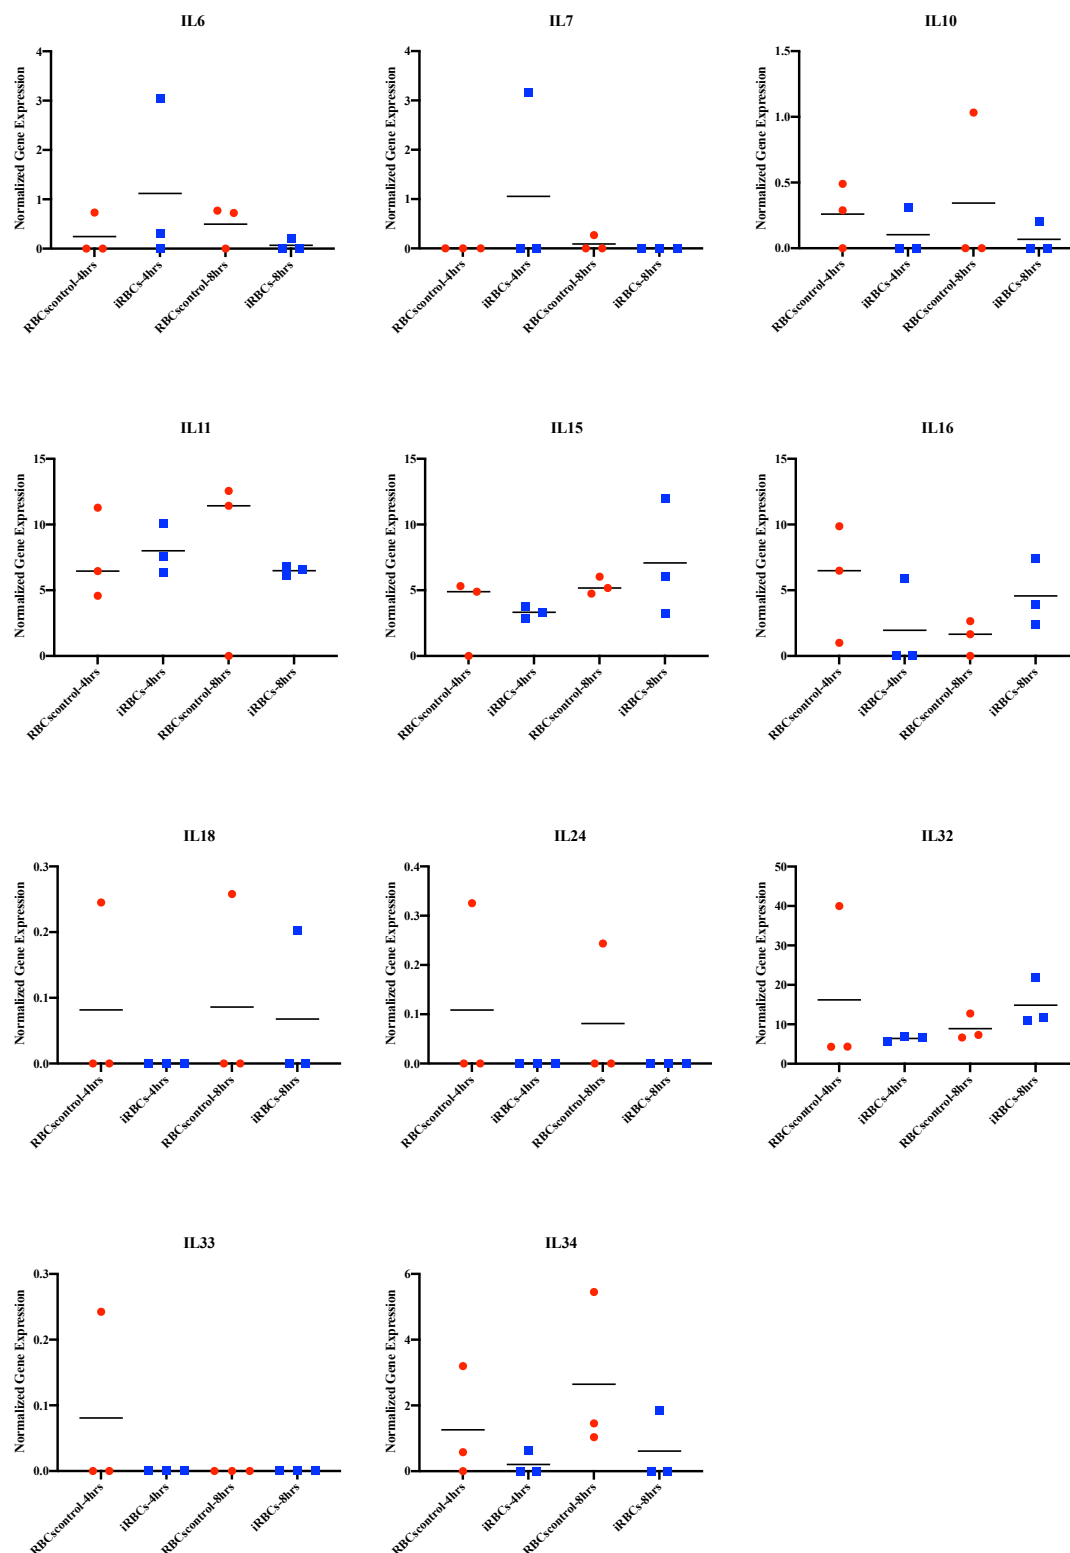 IL6
Normalized Gene Expression
4
3
2
1
0
RBCscontrol-4hrs
iRBCs-4hrs
RBCscontrol-8hrs
iRBCs-8hrs
IL7
Normalized Gene Expression
4
3
2
1
0
RBCscontrol-4hrs
iRBCs-4hrs
RBCscontrol-8hrs
iRBCs-8hrs
IL10
Normalized Gene Expression
1.5
1.0
0.5
0.0
RBCscontrol-4hrs
iRBCs-4hrs
RBCscontrol-8hrs
iRBCs-8hrs
IL11
Normalized Gene Expression
15
10
5
0
RBCscontrol-4hrs
iRBCs-4hrs
RBCscontrol-8hrs
iRBCs-8hrs
IL15
Normalized Gene Expression
15
10
5
0
RBCscontrol-4hrs
iRBCs-4hrs
RBCscontrol-8hrs
iRBCs-8hrs
IL16
Normalized Gene Expression
15
10
5
0
RBCscontrol-4hrs
iRBCs-4hrs
RBCscontrol-8hrs
iRBCs-8hrs
IL18
Normalized Gene Expression
0.3
0.2
0.1
0.0
RBCscontrol-4hrs
iRBCs-4hrs
RBCscontrol-8hrs
iRBCs-8hrs
IL24
Normalized Gene Expression
0.4
0.3
0.2
0.1
0.0
RBCscontrol-4hrs
iRBCs-4hrs
RBCscontrol-8hrs
iRBCs-8hrs
IL32
Normalized Gene Expression
50
40
30
20
10
0
RBCscontrol-4hrs
iRBCs-4hrs
RBCscontrol-8hrs
iRBCs-8hrs
IL33
Normalized Gene Expression
0.3
0.2
0.1
0.0
RBCscontrol-4hrs
iRBCs-4hrs
RBCscontrol-8hrs
iRBCs-8hrs
IL34
Normalized Gene Expression
6
4
2
0
RBCscontrol-4hrs
iRBCs-4hrs
RBCscontrol-8hrs
iRBCs-8hrs